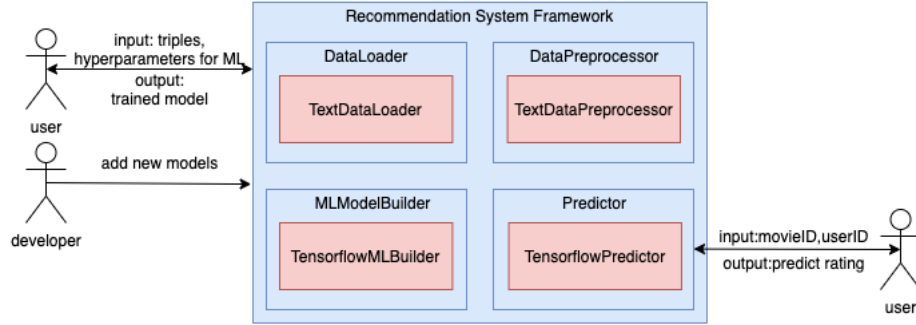 Recommendation System Framework
input: triples,
hyperparameters for ML
output:
trained model
user
DataLoader
TextDataLoader
DataPreprocessor
TextDataPreprocessor
add new models
developer
MLModelBuilder
TensorflowMLBuilder
Predictor
TensorflowPredictor
input:movieID,userID
output:predict rating
user